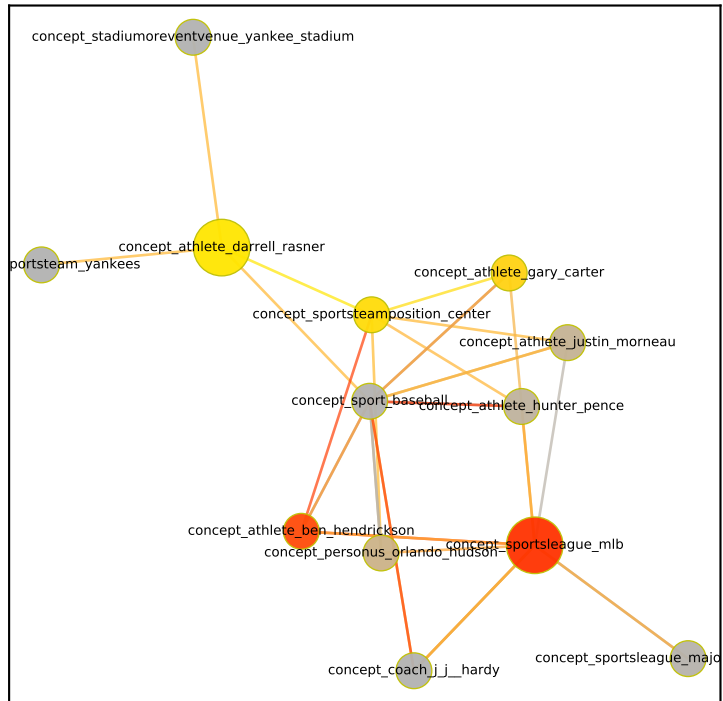 concept_stadiumoreventvenue_yankee_stadium
concept_athlete_darrell_rasner
portsteam_yankees
concept_athlete_gary_carter
concept_sportsteamposition_center
concept_athlete_justin_morneau
concept_sport_baseball
concept_athlete_hunter_pence
concept_athlete_ben_hendrickson
concept_sportsleague_mlb
concept_personus_orlando_hudson
concept_sportsleague_majo
concept_coach_j_j__hardy